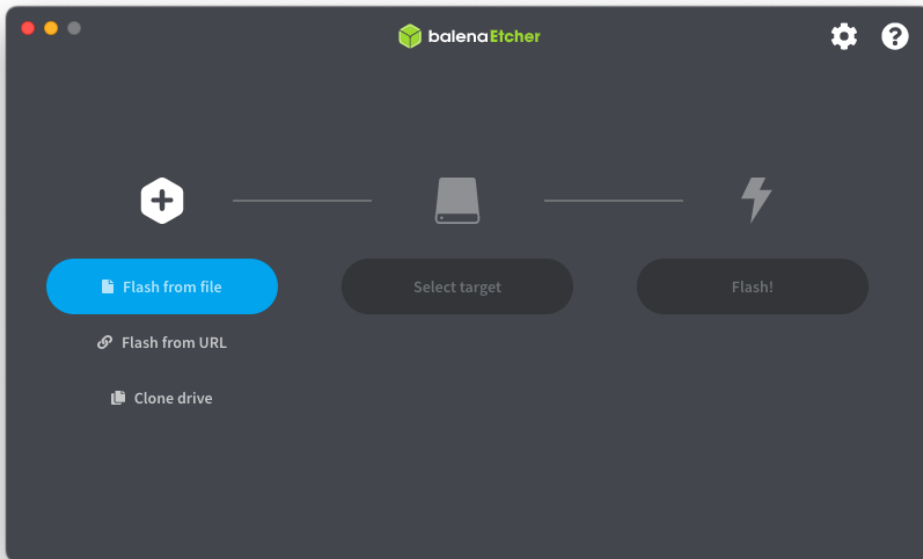 balenaEtcher
Flash from file
Select target
Flash!
Flash from URL
Clone drive